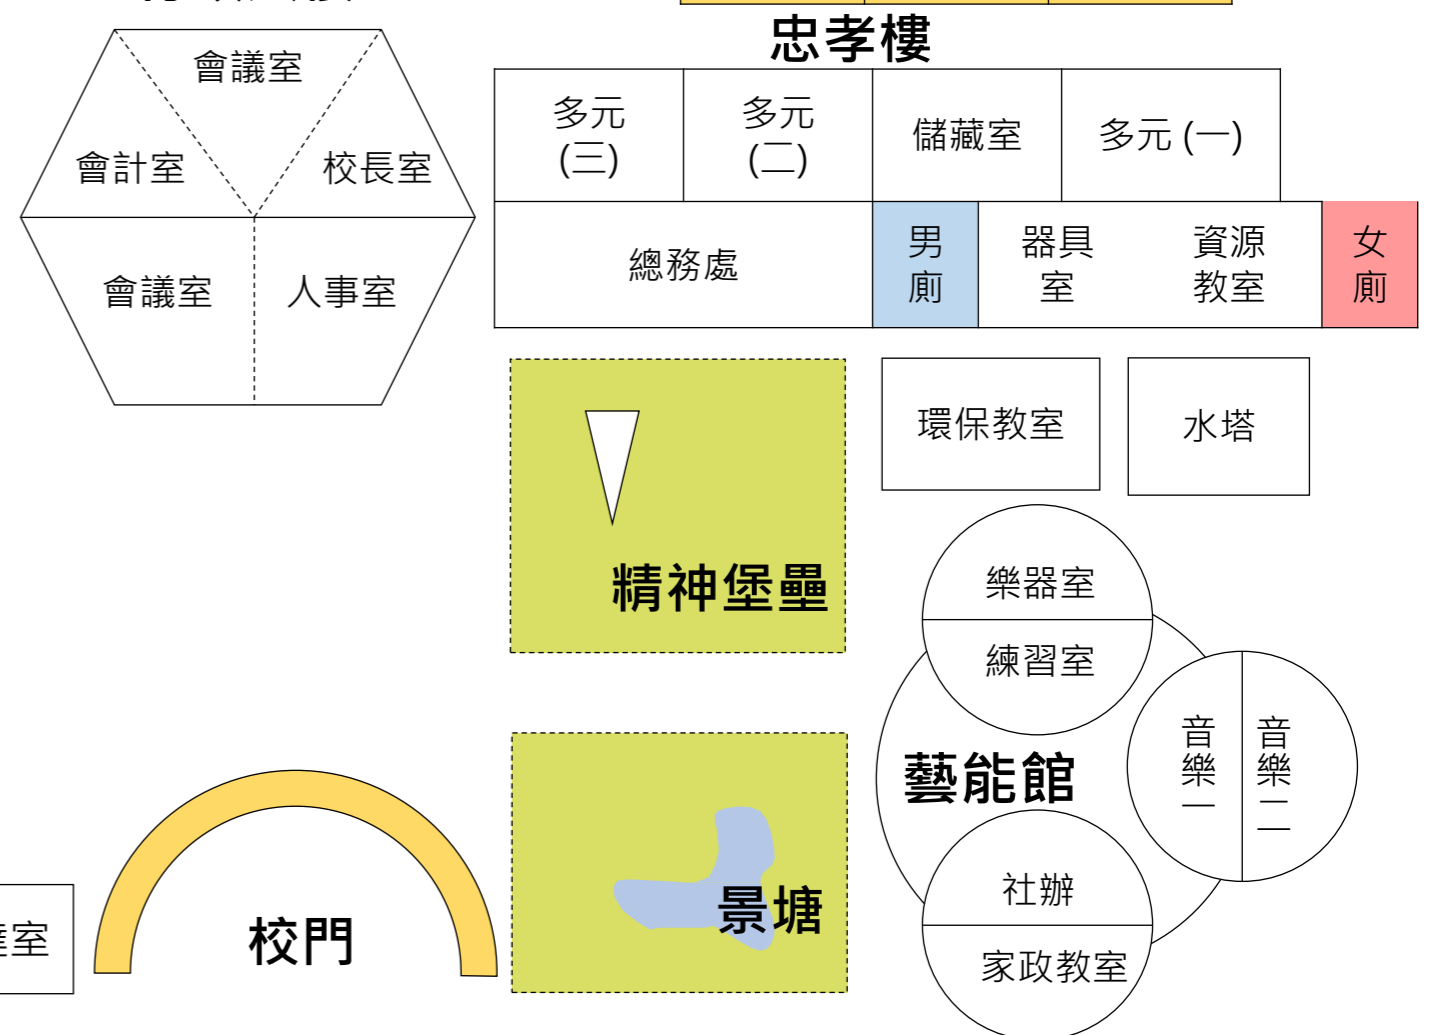 忠孝樓
會議室
會計室
校長室
會議室
人事室
多元
(三)
多元
(二)
儲藏室
多元 (一)
總務處
男
廁
器具
室
資源
教室
女
廁
環保教室
水塔
精神堡壘
樂器室
練習室
藝能館
音
樂
一
音
樂
二
社辦
家政教室
景塘
校門
室